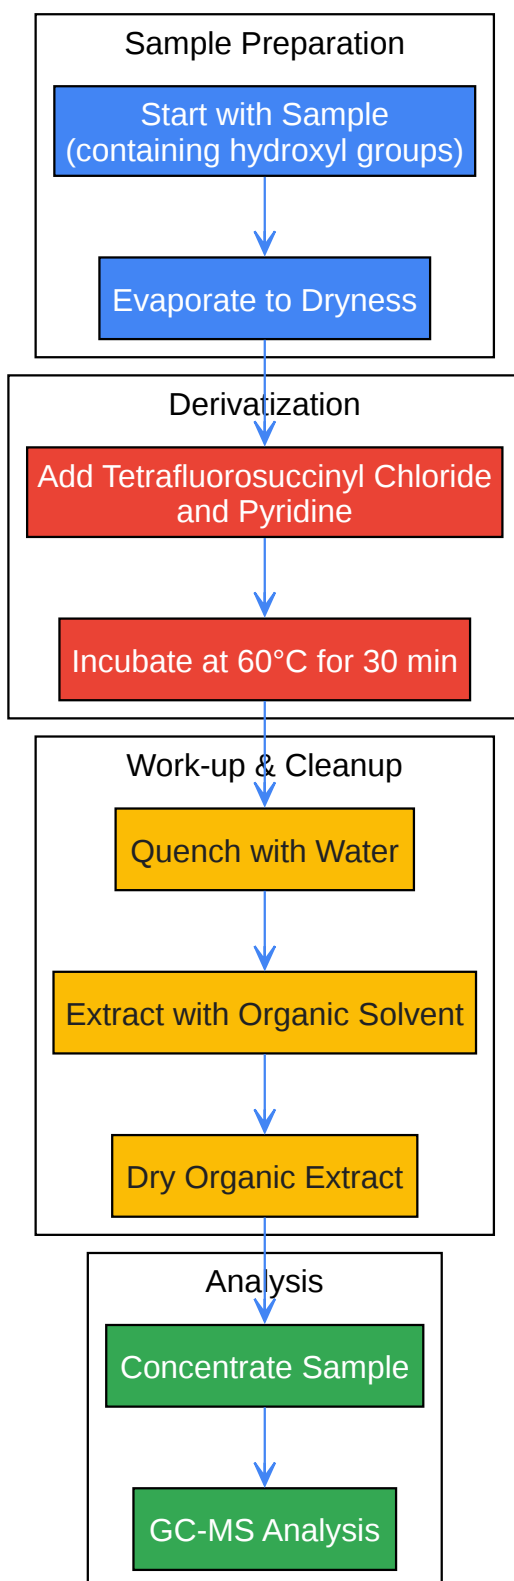 Sample Preparation
Start with Sample
(containing hydroxyl groups)
Evaporate to Dryness
Derivatization
Add Tetrafluorosuccinyl Chloride
and Pyridine
Incubate at 60°C for 30 min
Work-up & Cleanup
Quench with Water
Extract with Organic Solvent
Dry Organic Extract
Analysis
Concentrate Sample
GC-MS Analysis